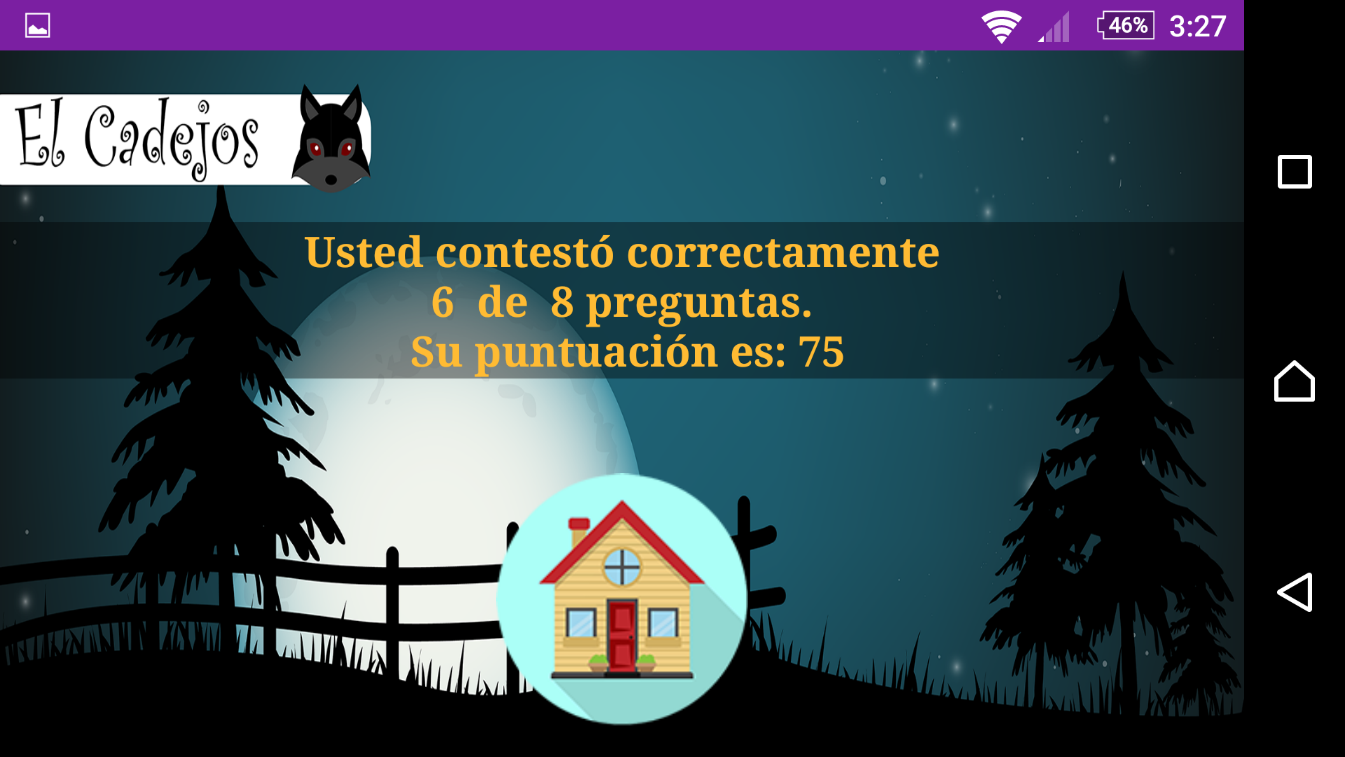 46% 3:27
El Cadejos
Usted contestó correctamente
6 de 8 preguntas.
Su puntuación es: 75